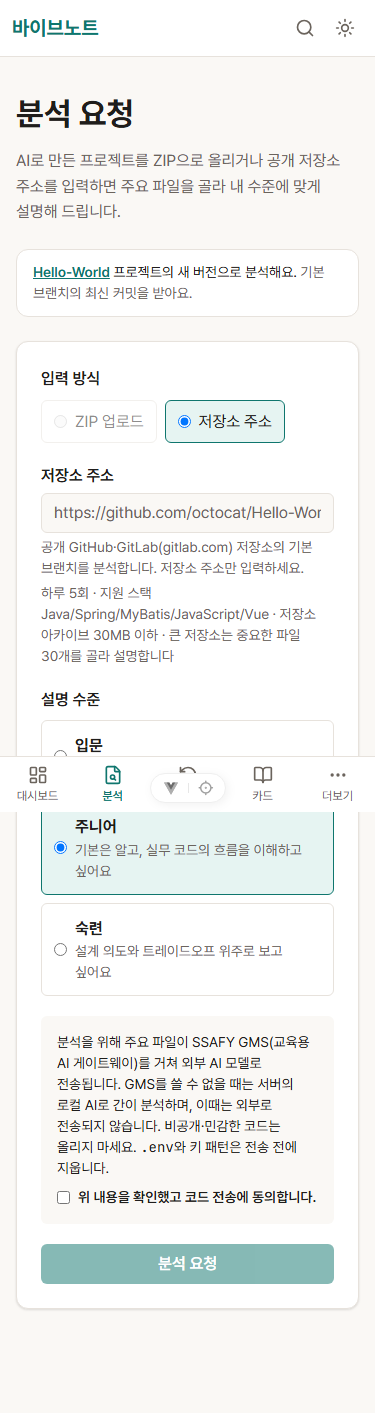 바이브노트
분석 요청
AI로 만든 프로젝트를 ZIP으로 올리거나 공개 저장소
주소를 입력하면 주요 파일을 골라 내 수준에 맞게
설명해 드립니다.
Hello-World 프로젝트의 새 버전으로 분석해요. 기본
브랜치의 최신 커밋을 받아요.
입력 방식
ZIP 업로드
저장소 주소
저장소 주소
https://github.com/octocat/Hello-Wor
공개 GitHub·GitLab(gitlab.com) 저장소의 기본
브랜치를 분석합니다. 저장소 주소만 입력하세요.
하루 5회 · 지원 스택
Java/Spring/MyBatis/JavaScript/Vue · 저장소
아카이브 30MB 이하 · 큰 저장소는 중요한 파일
30개를 골라 설명합니다
설명 수준
입문
대시보드
분석
카드
더보기
주니어
기본은 알고, 실무 코드의 흐름을 이해하고
싶어요
숙련
설계 의도와 트레이드오프 위주로 보고
싶어요
분석을 위해 주요 파일이 SSAFY GMS(교육용
AI 게이트웨이)를 거쳐 외부 AI 모델로
전송됩니다. GMS를 쓸 수 없을 때는 서버의
로컬 AI로 간이 분석하며, 이때는 외부로
전송되지 않습니다. 비공개·민감한 코드는
올리지 마세요. .env와 키 패턴은 전송 전에
지웁니다.
위 내용을 확인했고 코드 전송에 동의합니다.
분석 요청